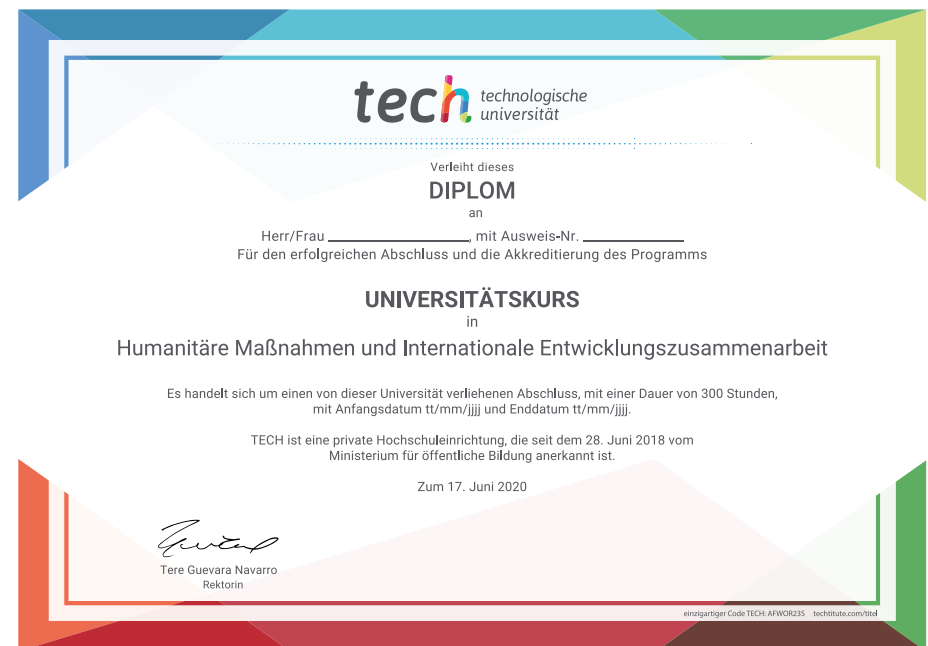 tech technologische
universität
Verleiht dieses
DIPLOM
an
Herr/Frau ____________________, mit Ausweis-Nr. ______________
Für den erfolgreichen Abschluss und die Akkreditierung des Programms
UNIVERSITÄTSKURS
in
Humanitäre Maßnahmen und Internationale Entwicklungszusammenarbeit
Es handelt sich um einen von dieser Universität verliehenen Abschluss, mit einer Dauer von 300 Stunden,
mit Anfangsdatum tt/mm/jjjj und Enddatum tt/mm/jjjj.
TECH ist eine private Hochschuleinrichtung, die seit dem 28. Juni 2018 vom
Ministerium für öffentliche Bildung anerkannt ist.
Zum 17. Juni 2020
Tere Guevara Navarro
Rektorin
einzigartiger Code TECH: AFWOR23S techtitute.com/titel